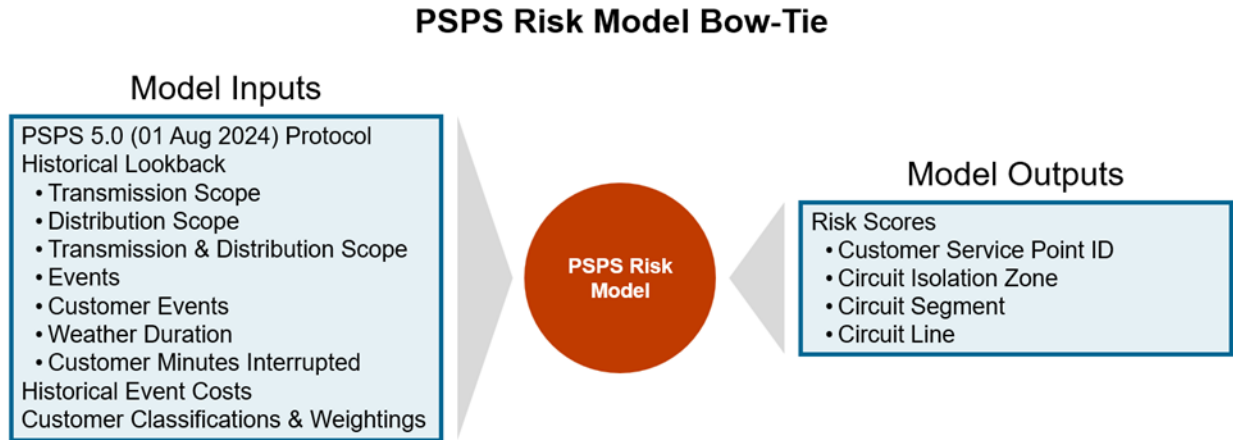 PSPS Risk Model Bow-Tie
Model Inputs
PSPS 5.0 (01 Aug 2024) Protocol
Historical Lookback
• Transmission Scope
• Distribution Scope
• Transmission & Distribution Scope
• Events
• Customer Events
• Weather Duration
• Customer Minutes Interrupted
Historical Event Costs
Customer Classifications & Weightings
PSPS Risk
Model
Model Outputs
Risk Scores
• Customer Service Point ID
• Circuit Isolation Zone
• Circuit Segment
• Circuit Line